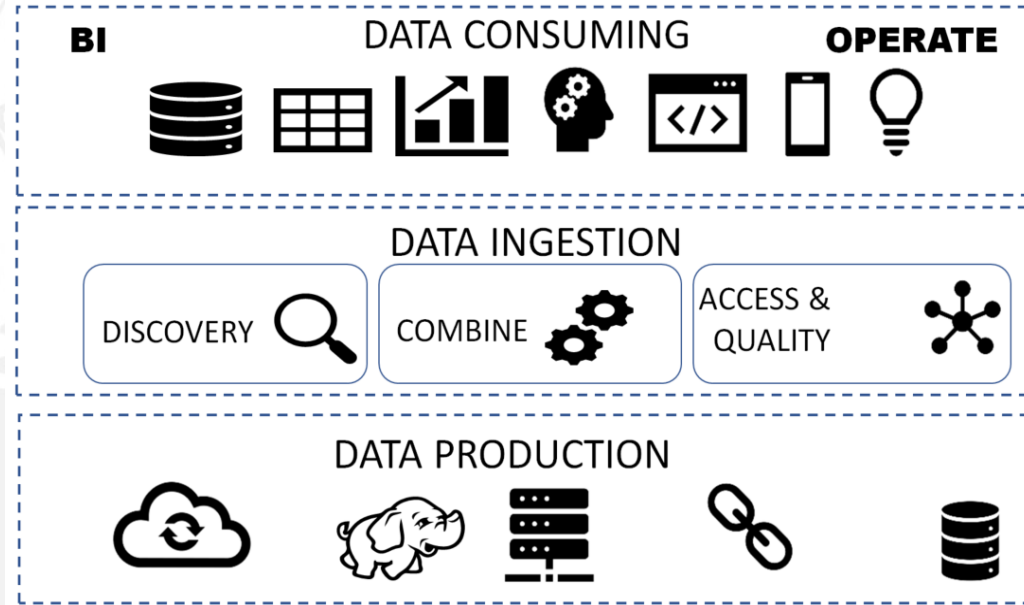 BI
DATA CONSUMING
OPERATE
</>
DATA INGESTION
DISCOVERY
COMBINE
ACCESS &
QUALITY
DATA PRODUCTION